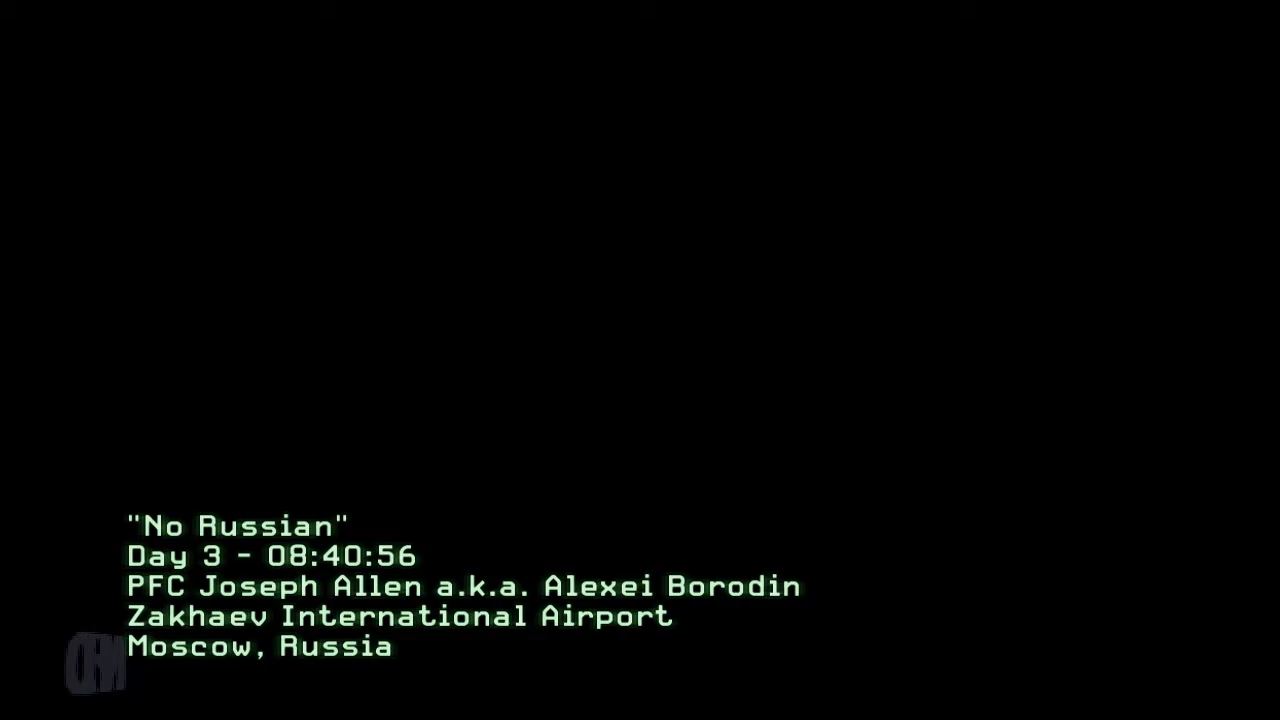 "No Russian"
Day 3 - 08:40:56
PFC Joseph Allen a.k.a. Alexei Borodin
Zakhaev International Airport
Moscow, Russia